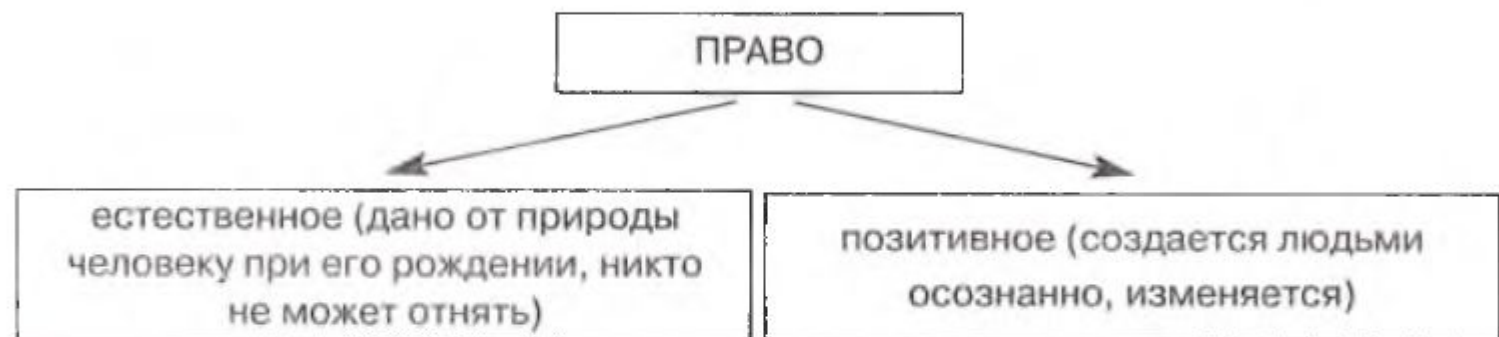 ПРАВО
естественное (дано от природы
человеку при его рождении, никто
не может отнять)
позитивное (создается людьми
осознанно, изменяется)